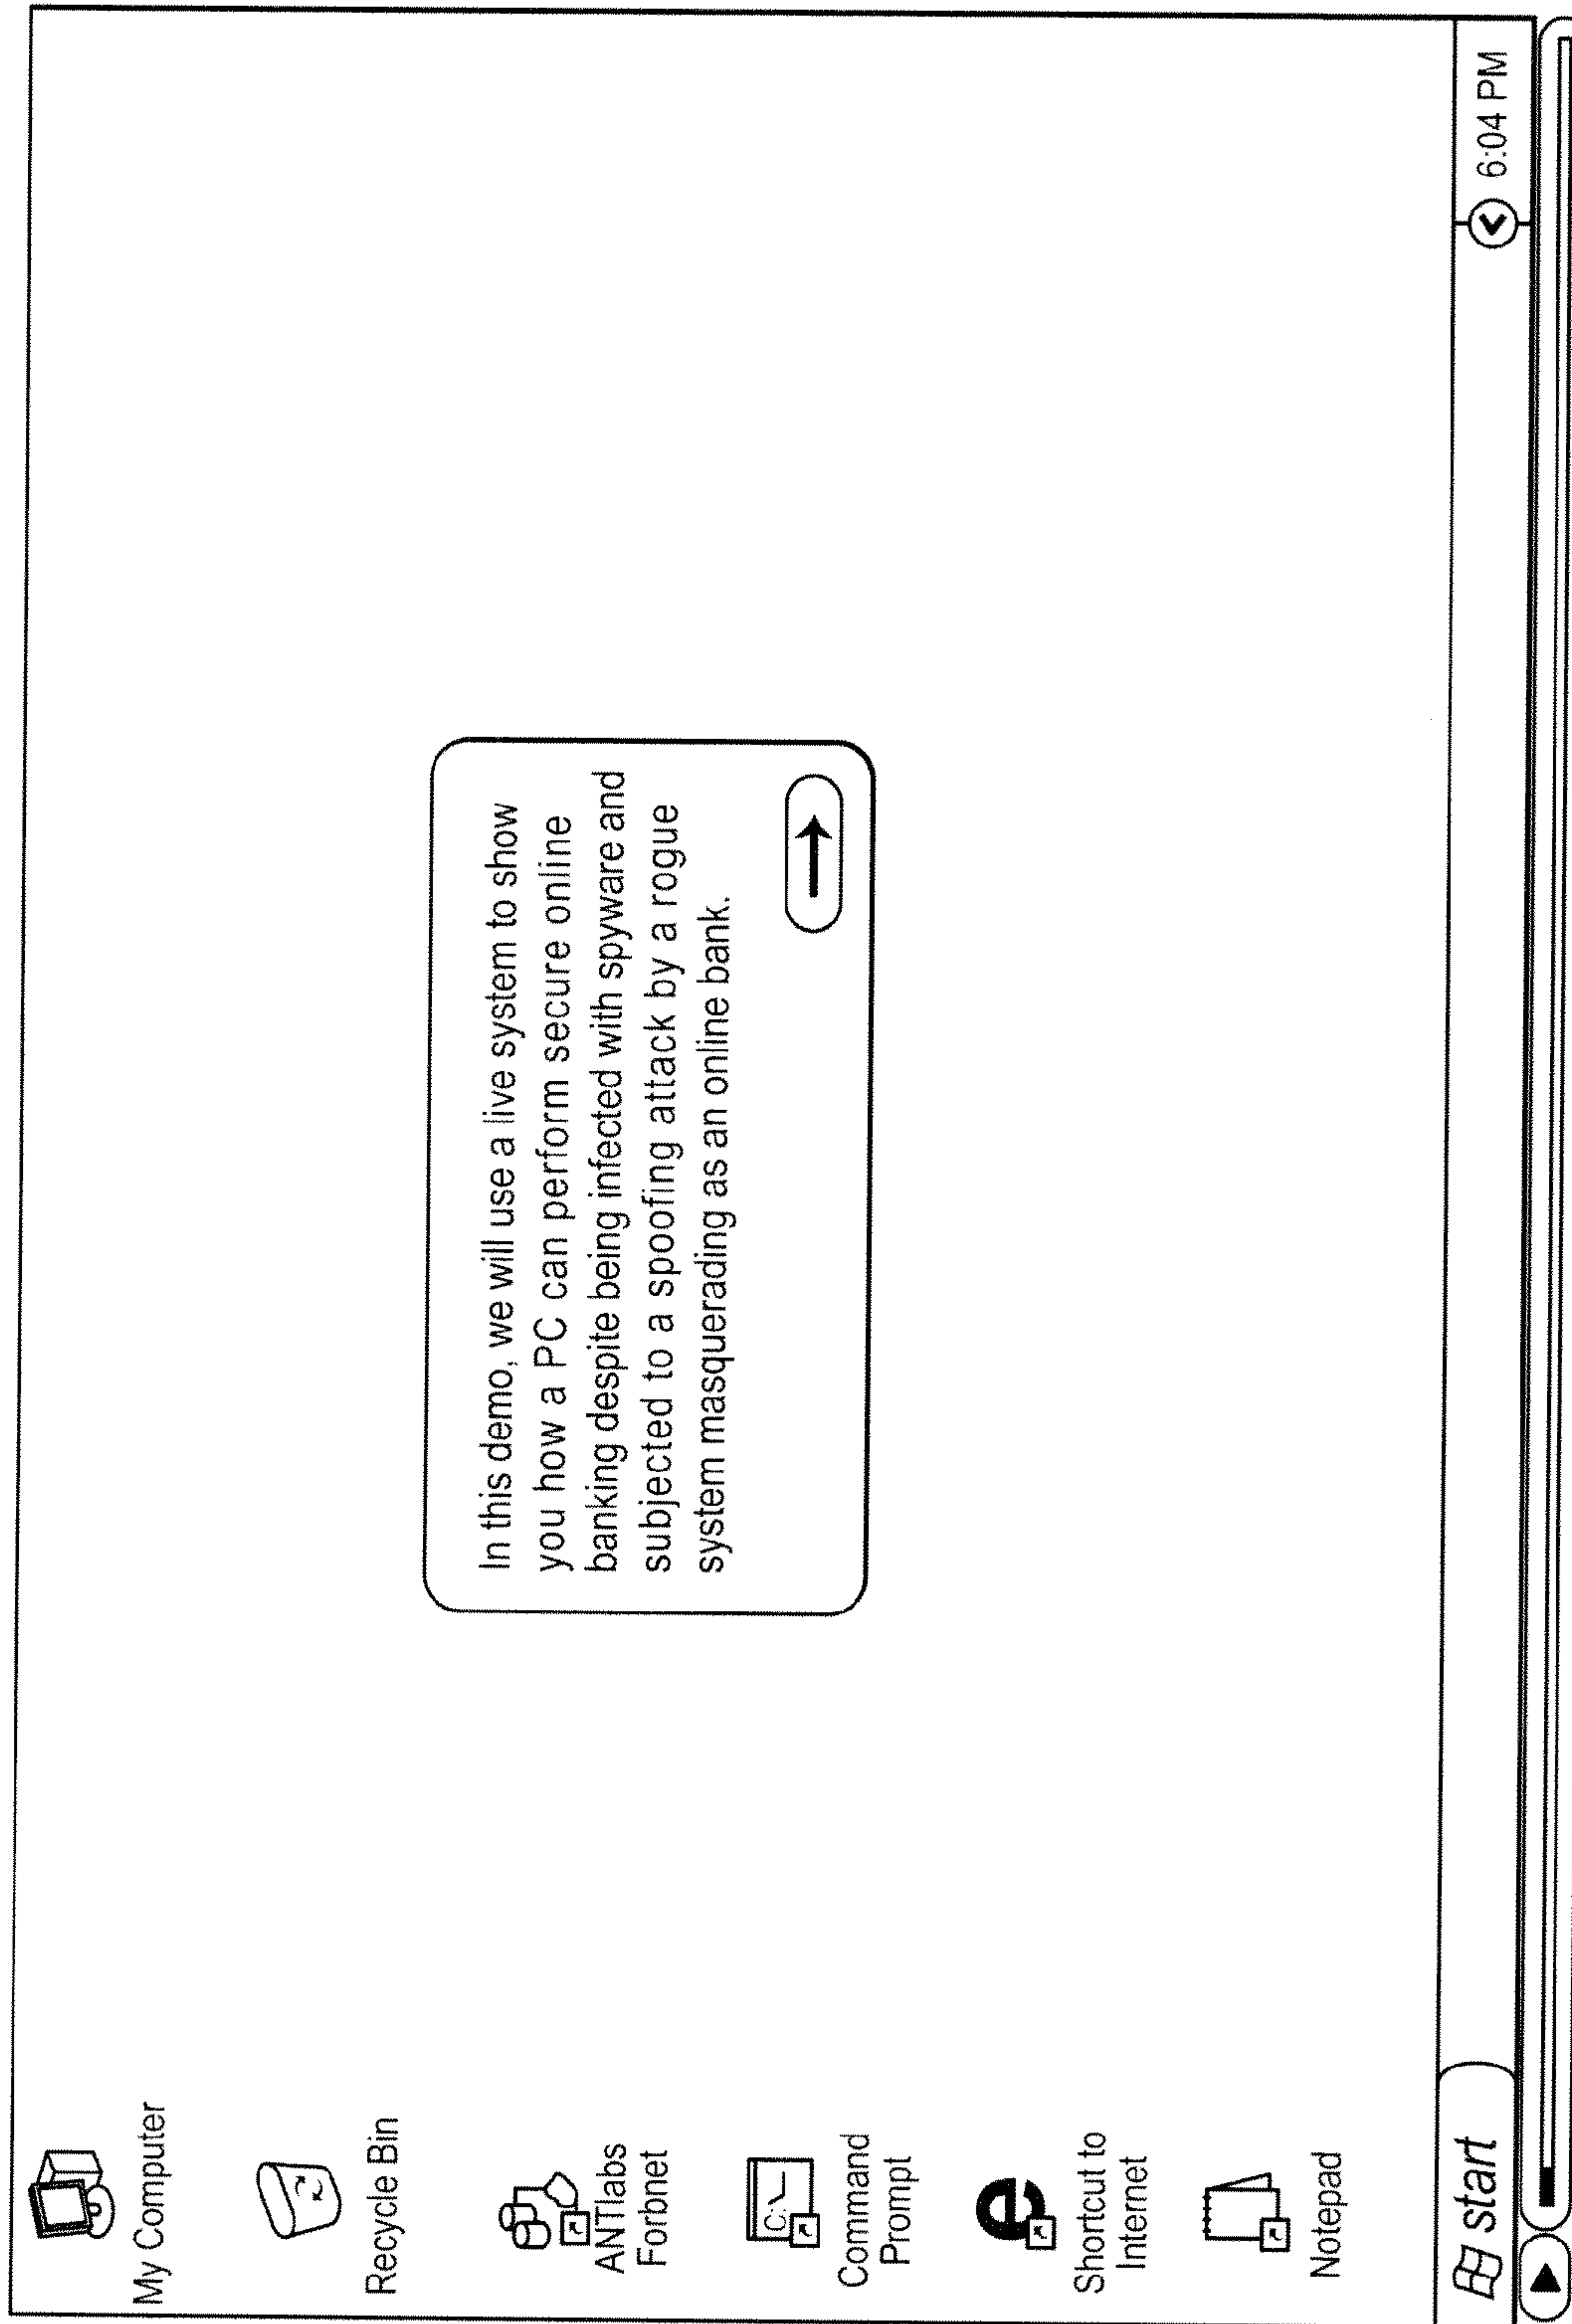 My Computer
Recycle Bin
ANTlabs
Forbnet
C:\
Command
Prompt
e
Shortcut to
Internet
Notepad
In this demo, we will use a live system to show
you how a PC can perform secure online
banking despite being infected with spyware and
subjected to a spoofing attack by a rogue
system masquerading as an online bank.
start
6:04 PM